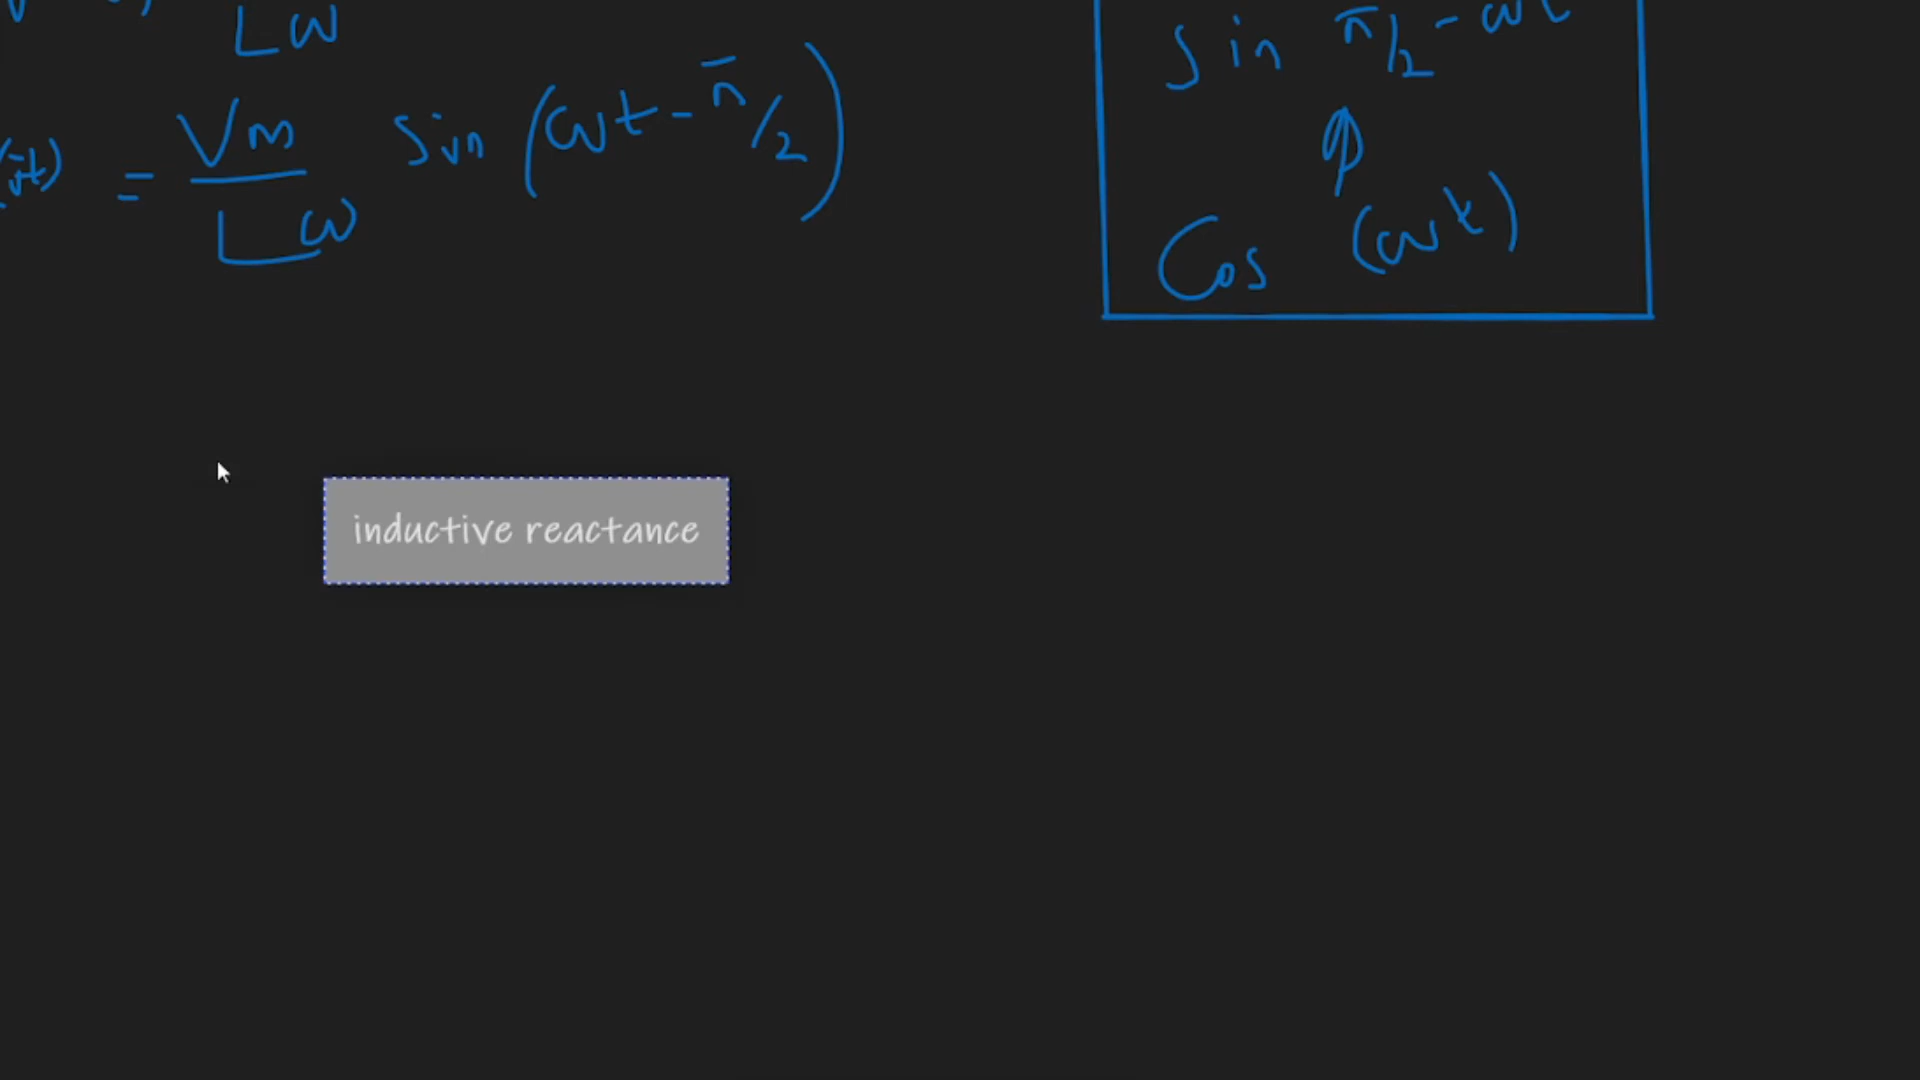 Lω
= Vm/Lω sin (ωt - π/2)
Sin π/2 - ωt
Cos (ωt)
inductive reactance